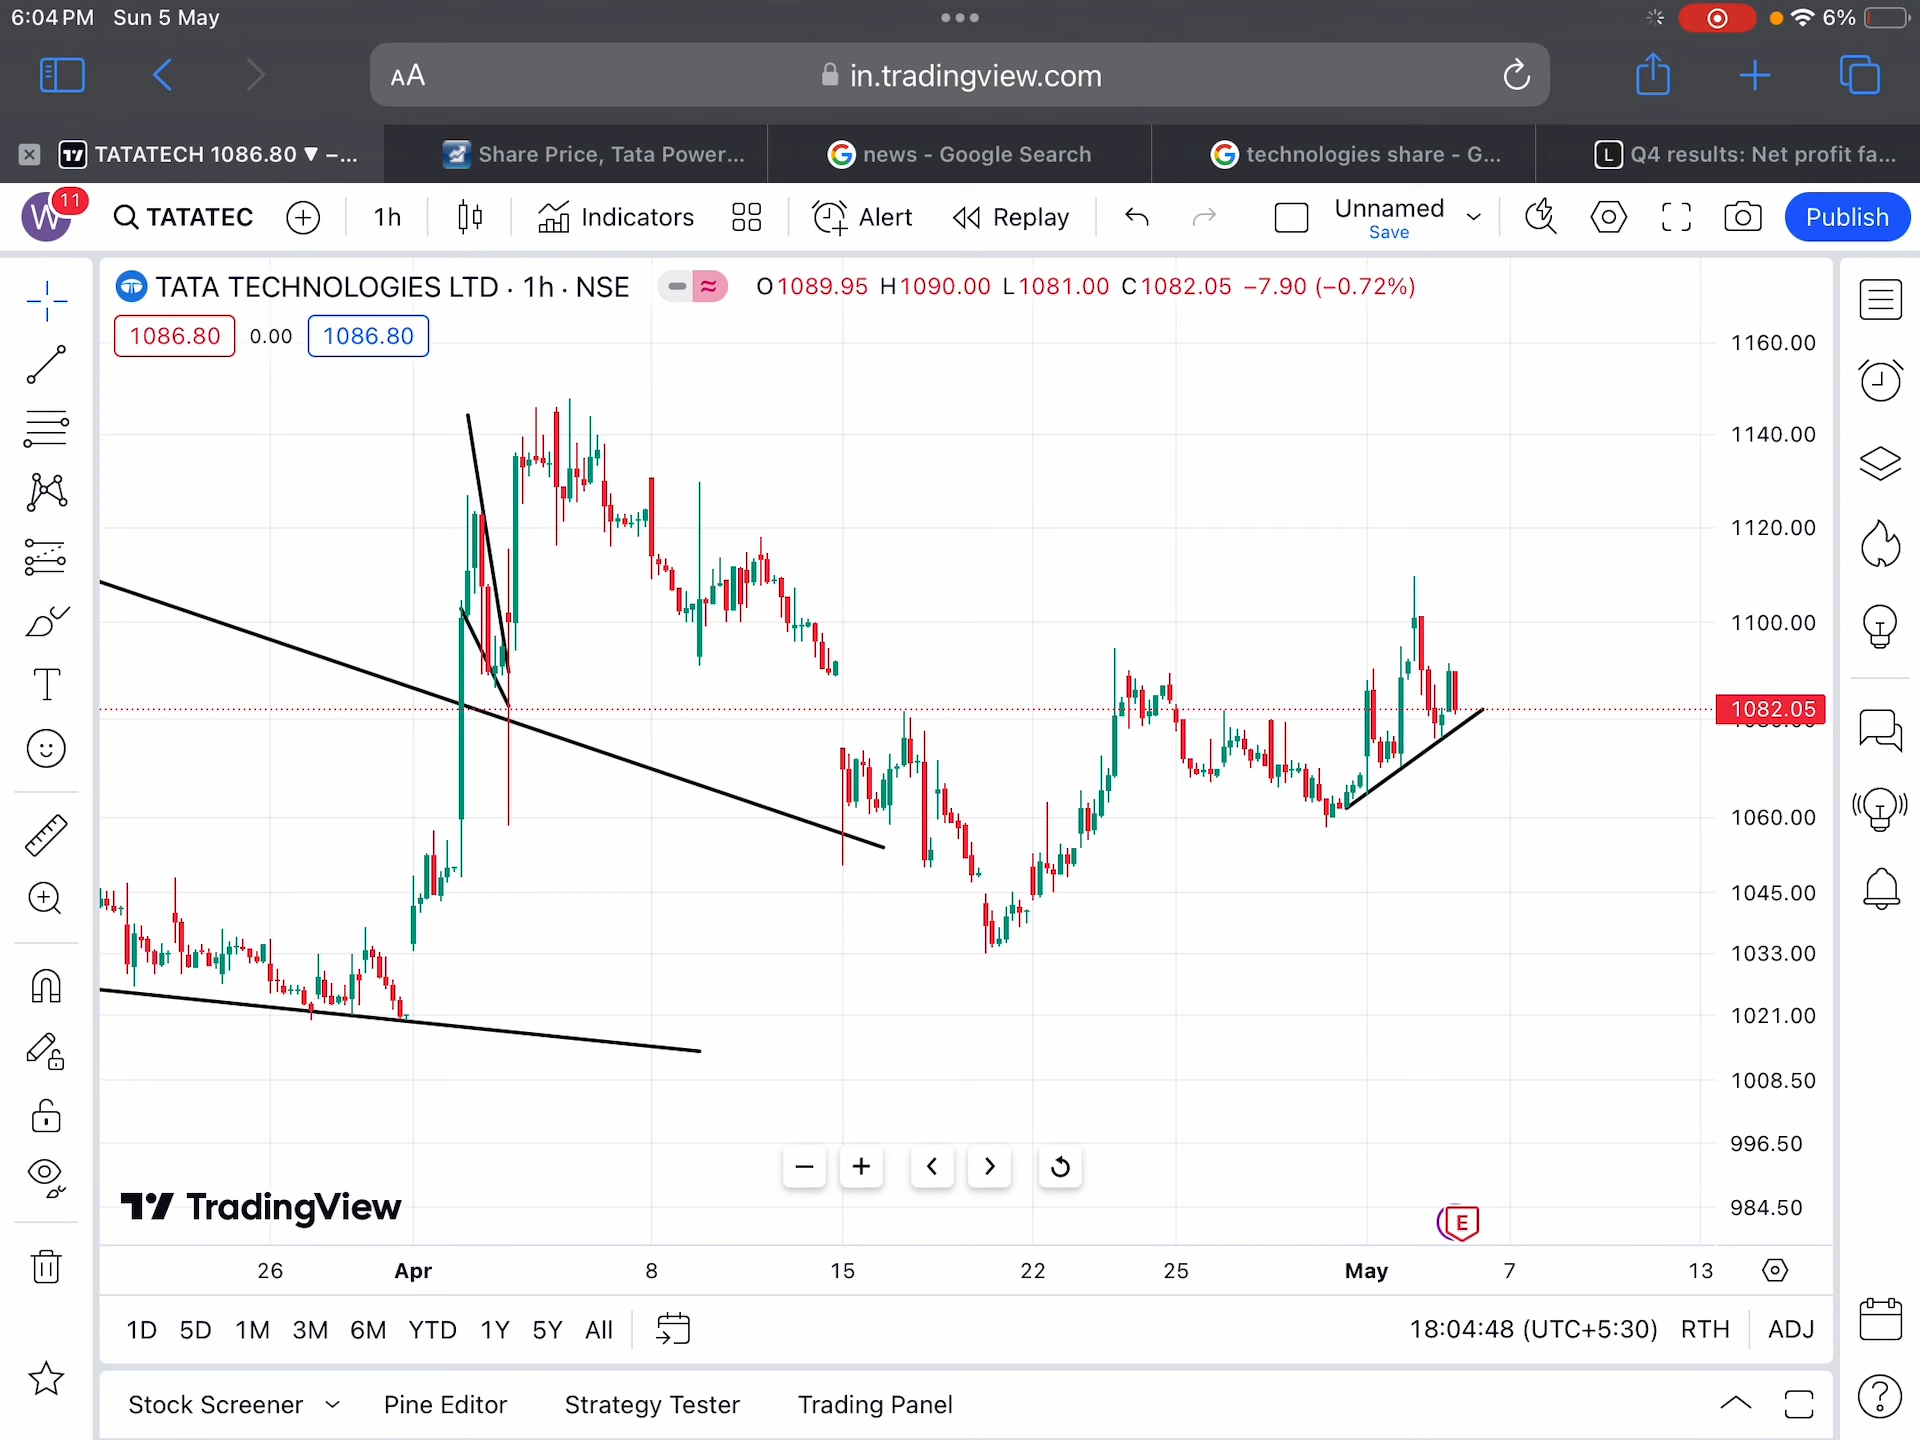 6:04 PM Sun 5 May
6%
AA in.tradingview.com
TATATECH 1086.80 ▼ –...
Share Price, Tata Power...
news - Google Search
technologies share - G...
L Q4 results: Net profit fa...
W 11 TATATEC 1h Indicators Alert Replay Unnamed Publish
Save
TATA TECHNOLOGIES LTD · 1h · NSE O1089.95 H1090.00 L1081.00 C1082.05 −7.90 (−0.72%)
1086.80 0.00 1086.80
1160.00
1140.00
1120.00
1100.00
1082.05
1060.00
1045.00
1033.00
1021.00
1008.50
996.50
984.50
TradingView
E
26 Apr 8 15 22 25 May 7 13
1D 5D 1M 3M 6M YTD 1Y 5Y All 18:04:48 (UTC+5:30) RTH ADJ
Stock Screener Pine Editor Strategy Tester Trading Panel